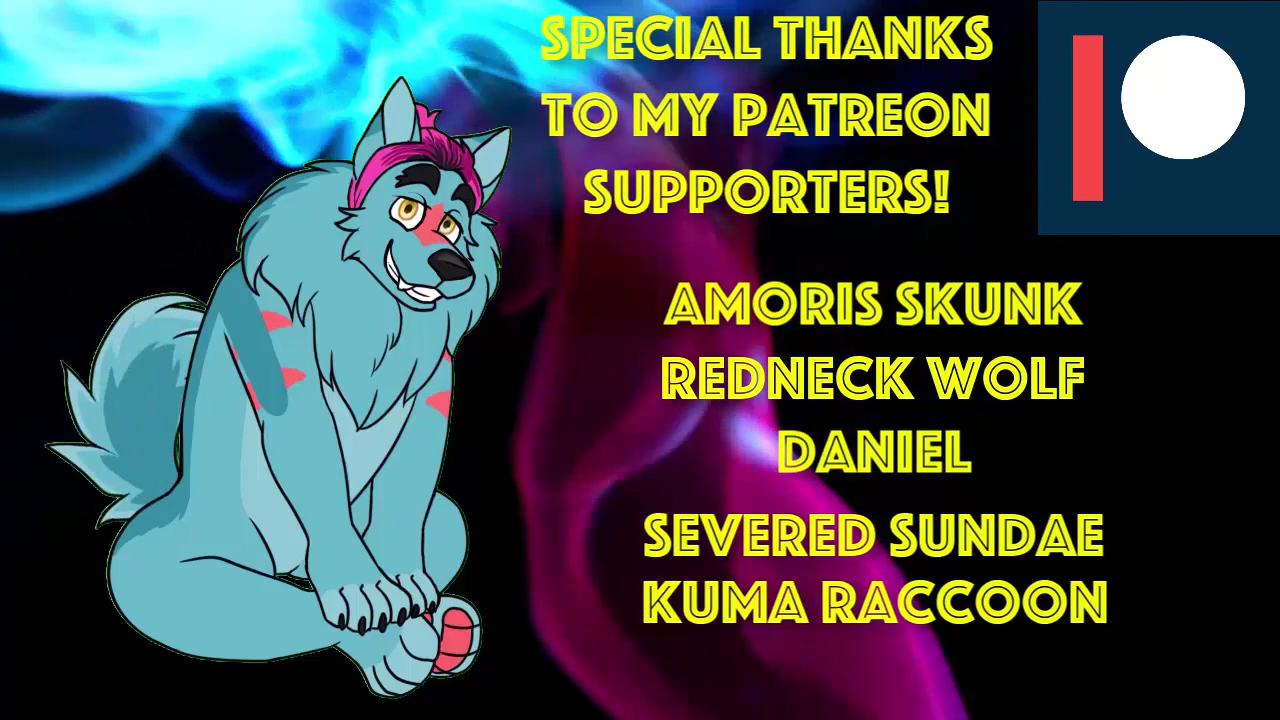 SPECIAL THANKS
TO MY PATREON
SUPPORTERS!
AMORIS SKUNK
REDNECK WOLF
DANIEL
SEVERED SUNDAE
KUMA RACCOON